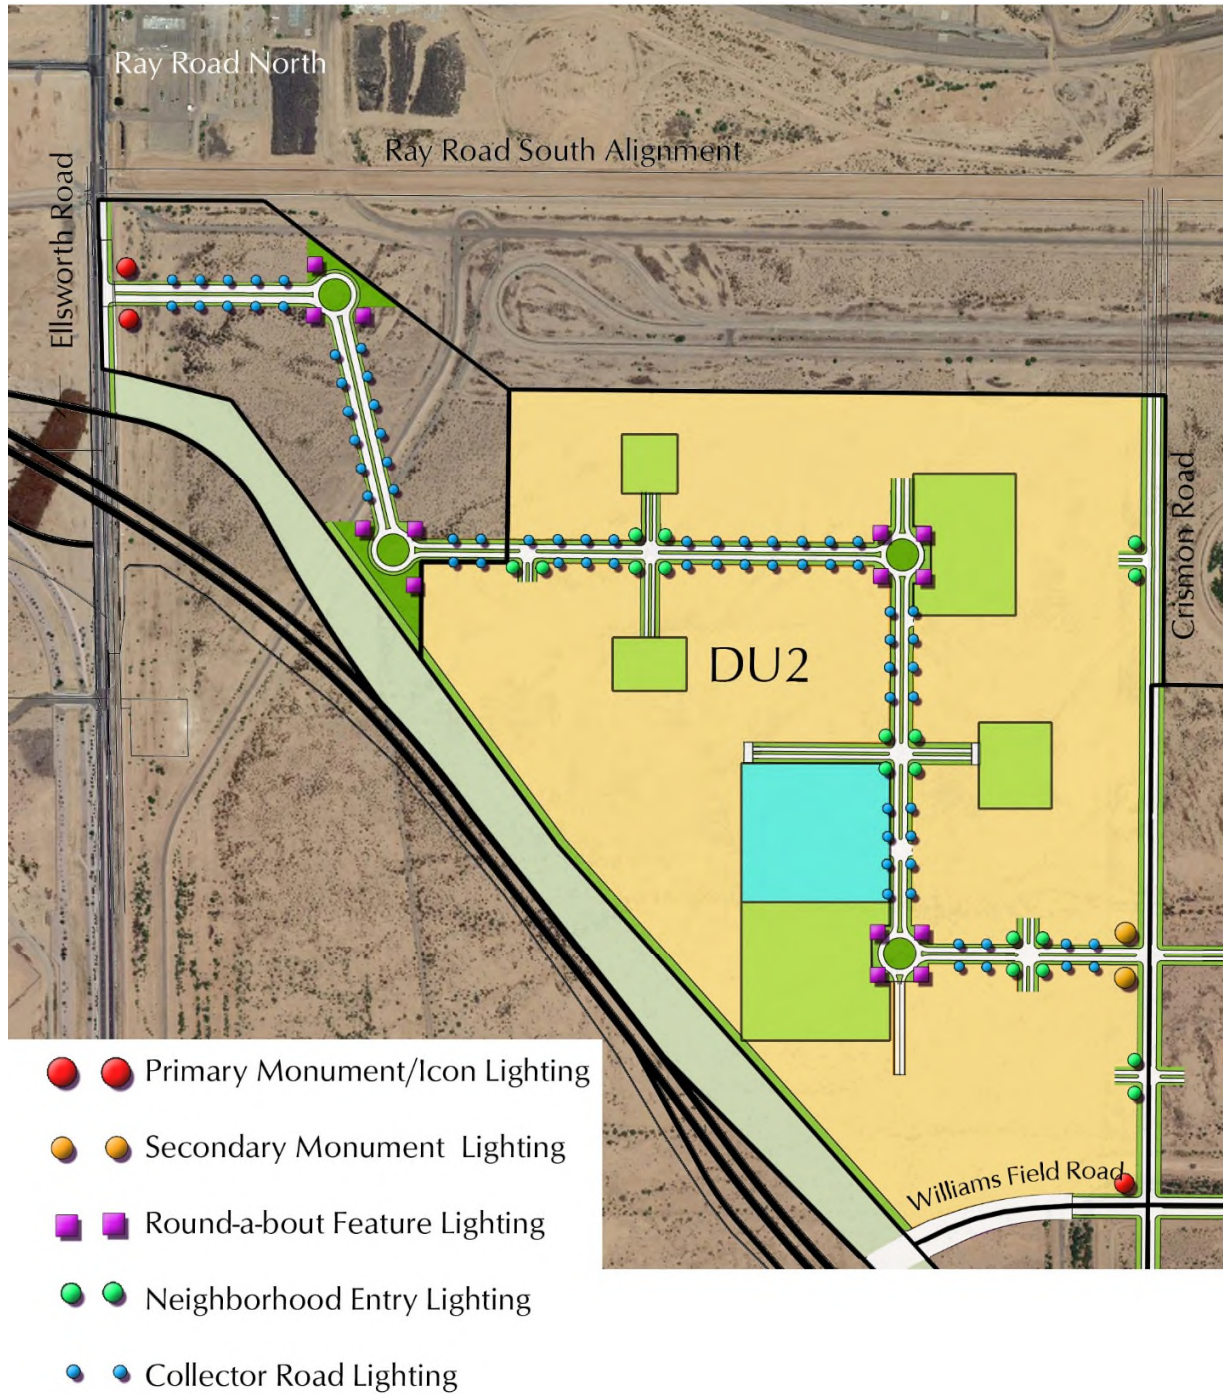 Ray Road North
Ray Road South Alignment
Ellsworth Road
Crismon Road
DU2
Williams Field Road
Primary Monument/Icon Lighting
Secondary Monument Lighting
Round-a-bout Feature Lighting
Neighborhood Entry Lighting
Collector Road Lighting